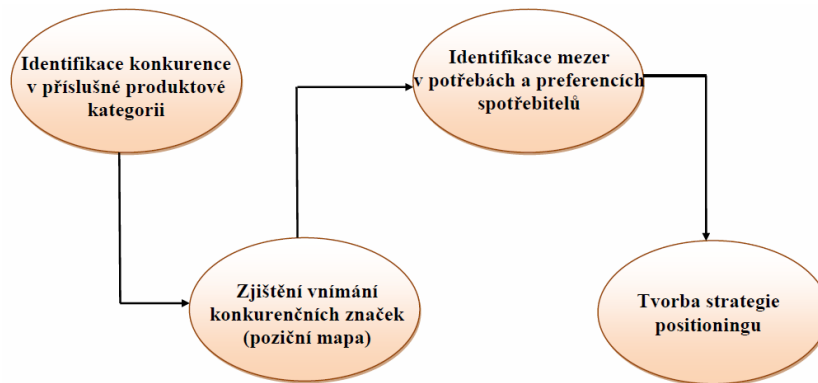 Identifikace konkurence
v příslušné produktové
kategorii
Zjištění vnímání
konkurenčních značek
(poziční mapa)
Identifikace mezer
v potřebách a preferencích
spotřebitelů
Tvorba strategie
positioningu